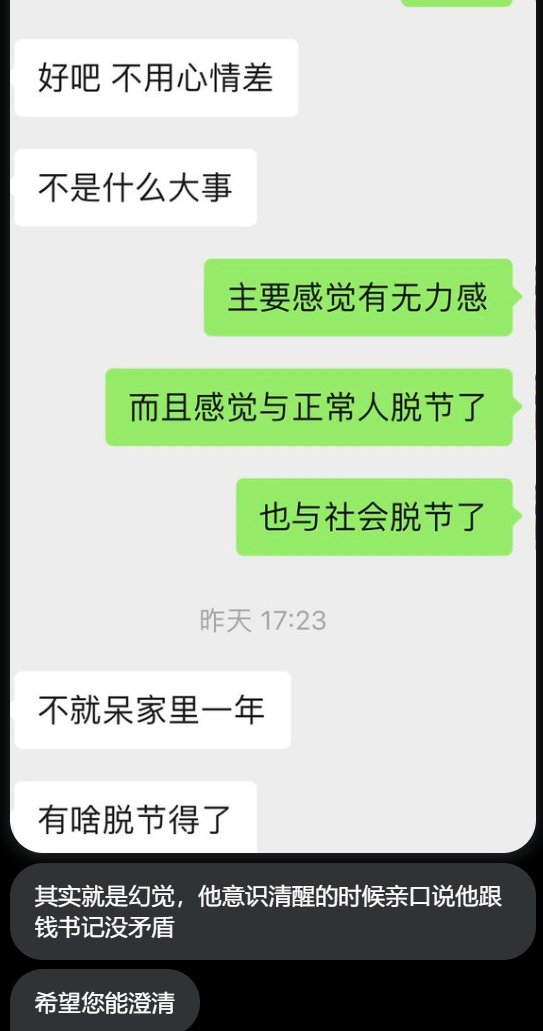 好吧 不用心情差
不是什么大事
主要感觉有无力感
而且感觉与正常人脱节了
也与社会脱节了
昨天 17:23
不就呆家里一年
有啥脱节得了
其实就是幻觉，他意识清醒的时候亲口说他跟
钱书记没矛盾
希望您能澄清